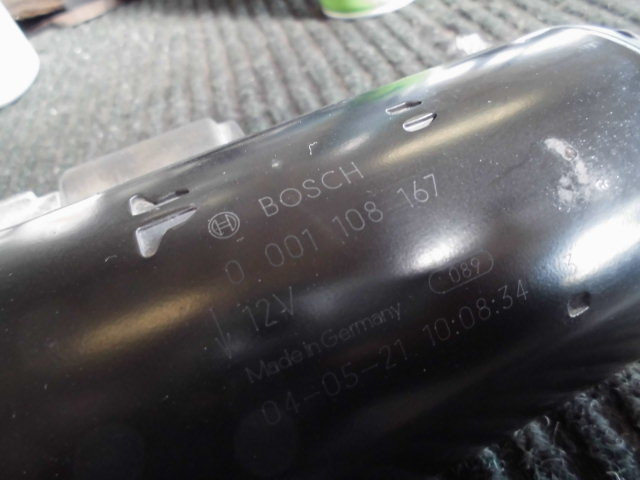 BOSCH
0 001 108 167
12V
089
Made in Germany
04-05-21 10:08:34